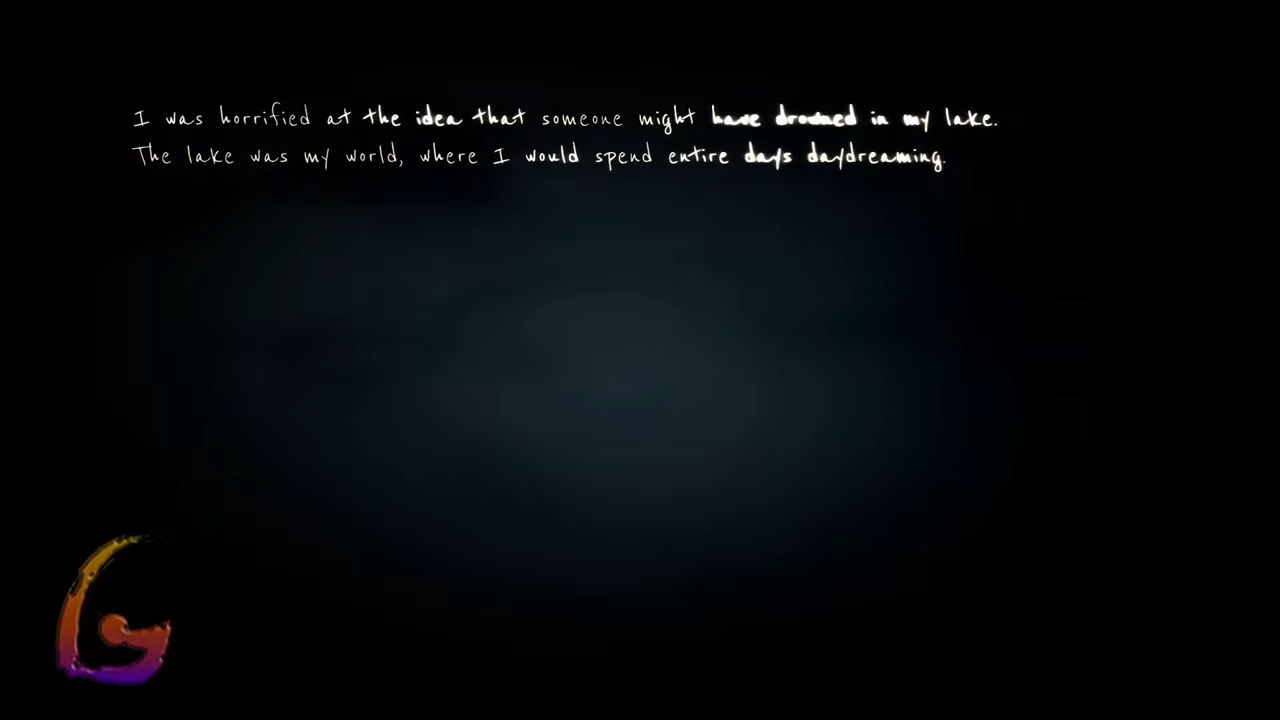 I was horrified at the idea that someone might have drowned in my lake.
The lake was my world, where I would spend entire days daydreaming.